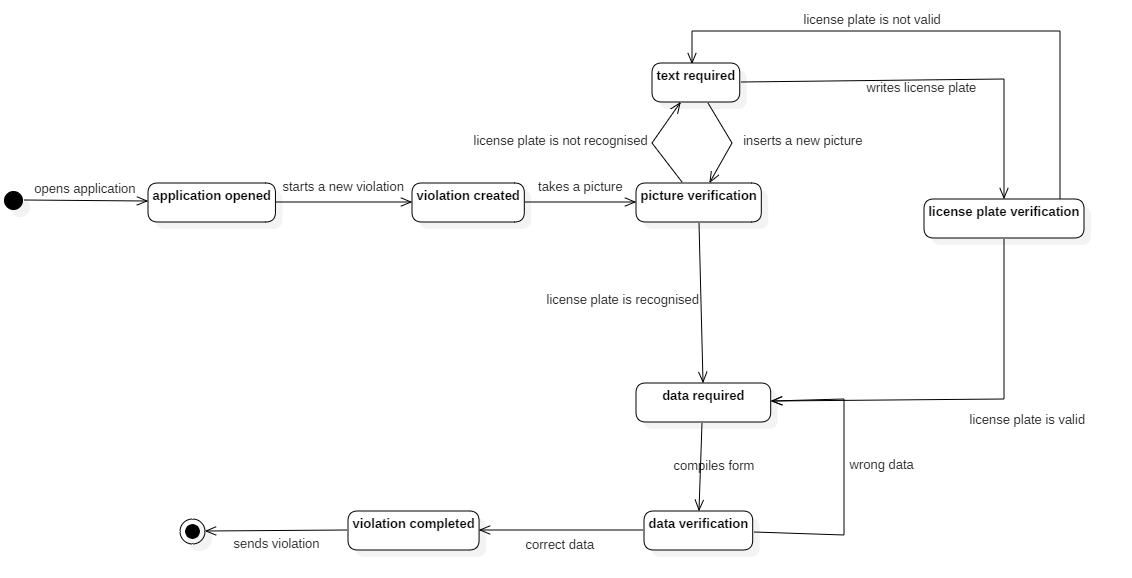 license plate is not valid
text required
writes license plate
license plate is not recognised
inserts a new picture
opens application
application opened
starts a new violation
violation created
takes a picture
picture verification
license plate verification
license plate is recognised
data required
license plate is valid
compiles form
wrong data
data verification
correct data
violation completed
sends violation